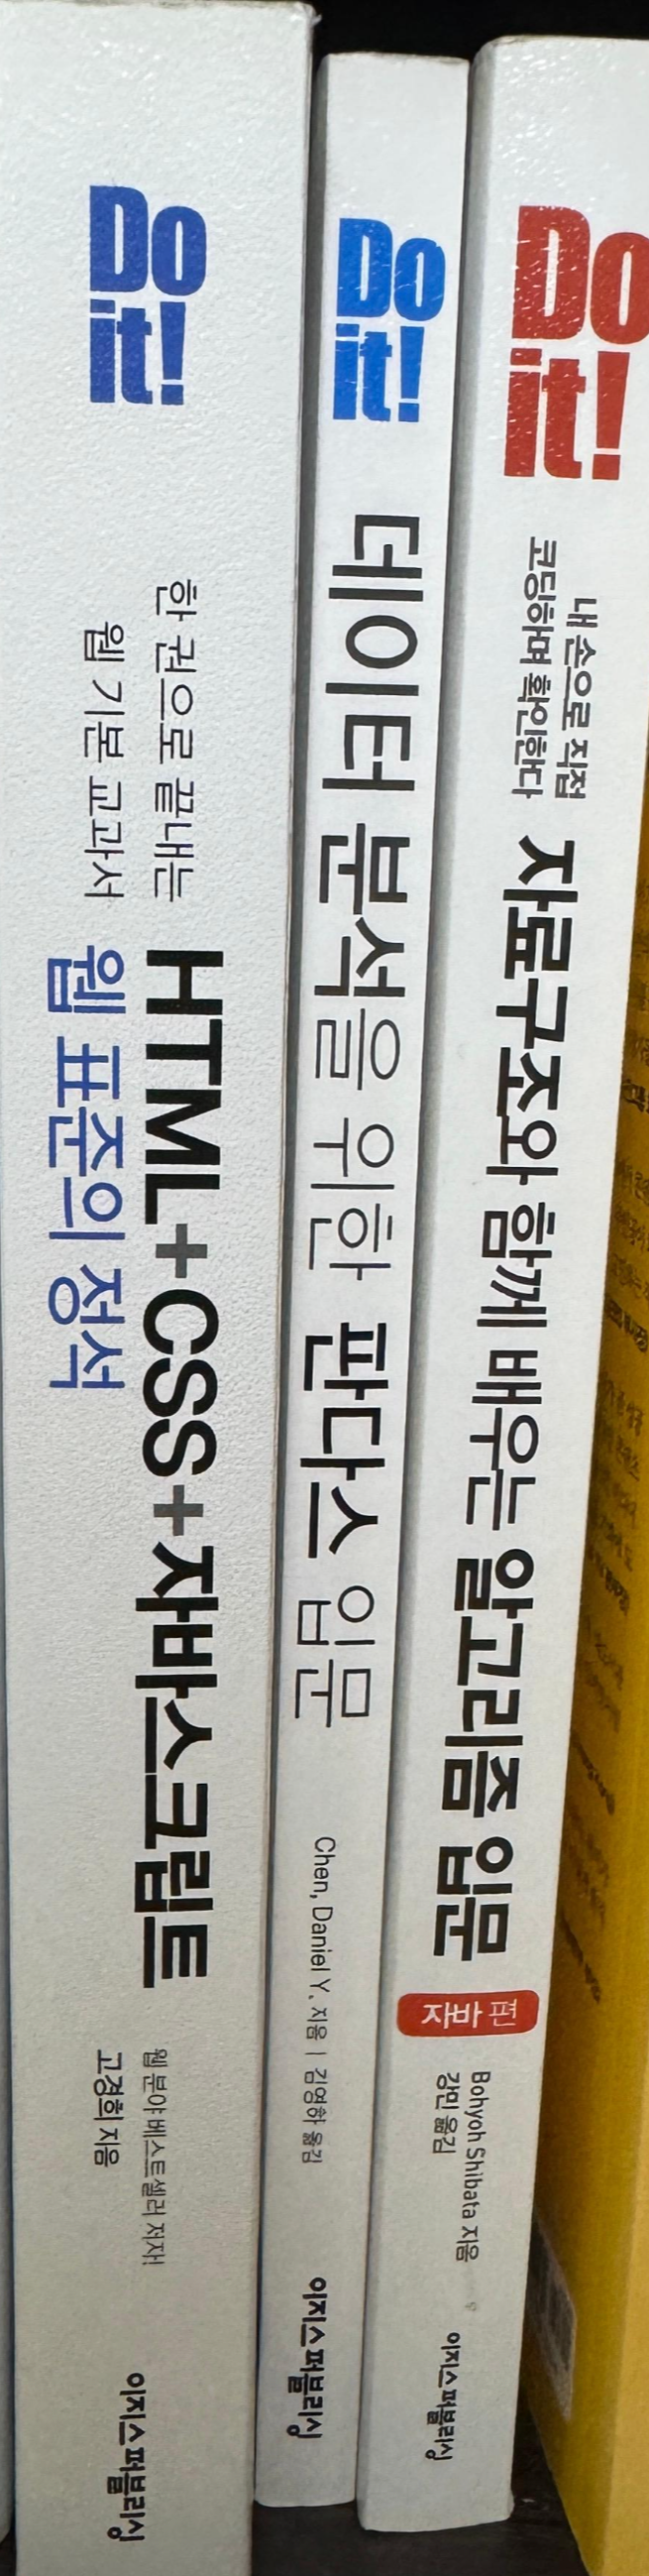 Do
it!
한 권으로 끝내는
웹 기본 교과서
HTML+CSS+자바스크립트
웹 표준의 정석
웹 분야 베스트셀러 저자!
고경희 지음
이지스퍼블리싱
Do
it!
데이터 분석을 위한 판다스 입문
Chen, Daniel Y. 지음 | 김영하 옮김
이지스퍼블리싱
Do
it!
내 손으로 직접
코딩하며 확인한다
자료구조와 함께 배우는 알고리즘 입문
자바 편
Bohyoh Shibata 지음
강민 옮김
이지스퍼블리싱